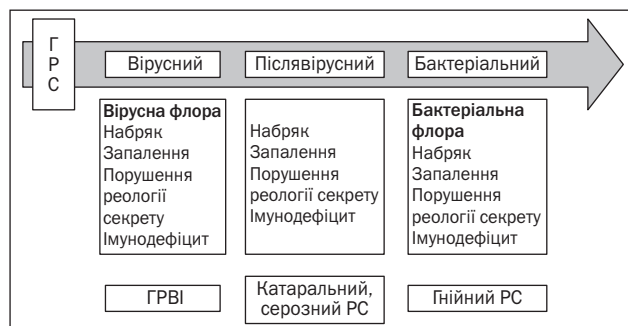 Г
Р
С
Вірусний
Післявірусний
Бактеріальний
Вірусна флора
Набряк
Запалення
Порушення
реології
секрету
Імунодефіцит
Набряк
Запалення
Порушення
реології секрету
Імунодефіцит
Бактеріальна
флора
Набряк
Запалення
Порушення
реології секрету
Імунодефіцит
ГРВІ
Катаральний,
серозний РС
Гнійний РС